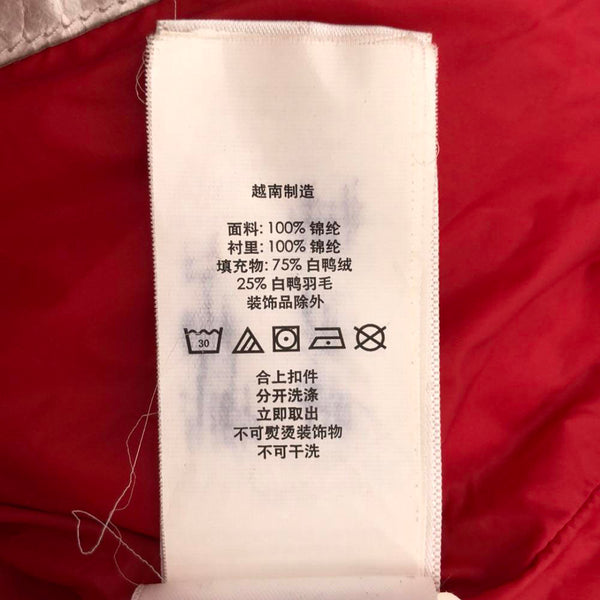 越南制造
面料: 100% 锦纶
衬里: 100% 锦纶
填充物: 75% 白鸭绒
25% 白鸭羽毛
装饰品除外
30
合上扣件
分开洗涤
立即取出
不可熨烫装饰物
不可干洗